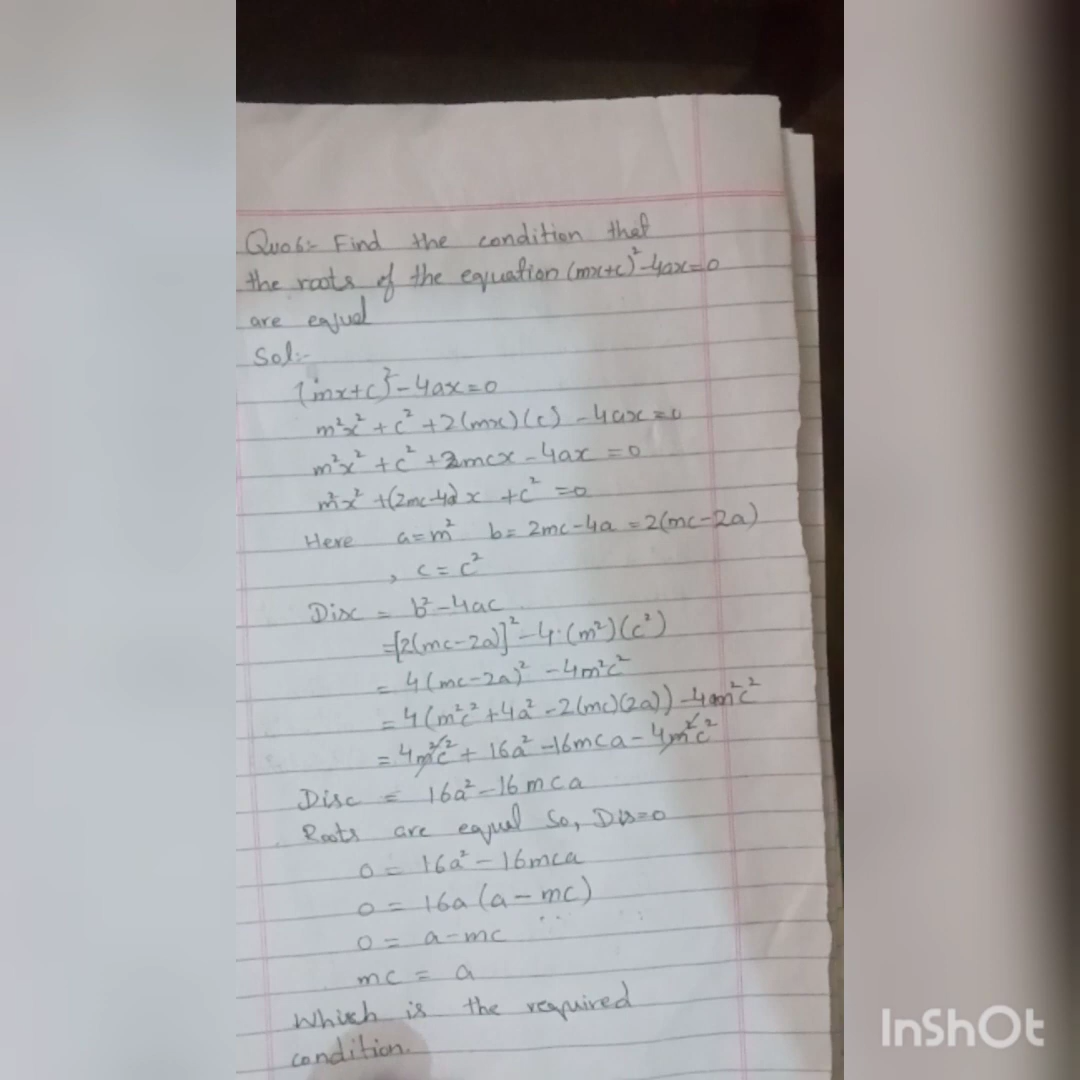 Quo6:- Find the condition that
the roots of the equation (mx+c)²-4ax=0
are equal
Sol:-
(mx+c)²-4ax=0
m²x²+c²+2(mx)(c)-4ax=0
m²x²+c²+2mcx-4ax=0
m²x²+(2mc-4a)x+c²=0
Here a=m² b=2mc-4a=2(mc-2a)
, c=c²
Disc = b²-4ac
=[2(mc-2a)]²-4·(m²)(c²)
= 4(mc-2a)²-4m²c²
= 4(m²c²+4a²-2(mc)(2a))-4m²c²
= 4m²c²+16a²-16mca-4m²c²
Disc = 16a²-16mca
Roots are equal So, Dis=0
0 = 16a²-16mca
0 = 16a(a-mc)
0 = a-mc
mc = a
Which is the required
condition.
InShOt